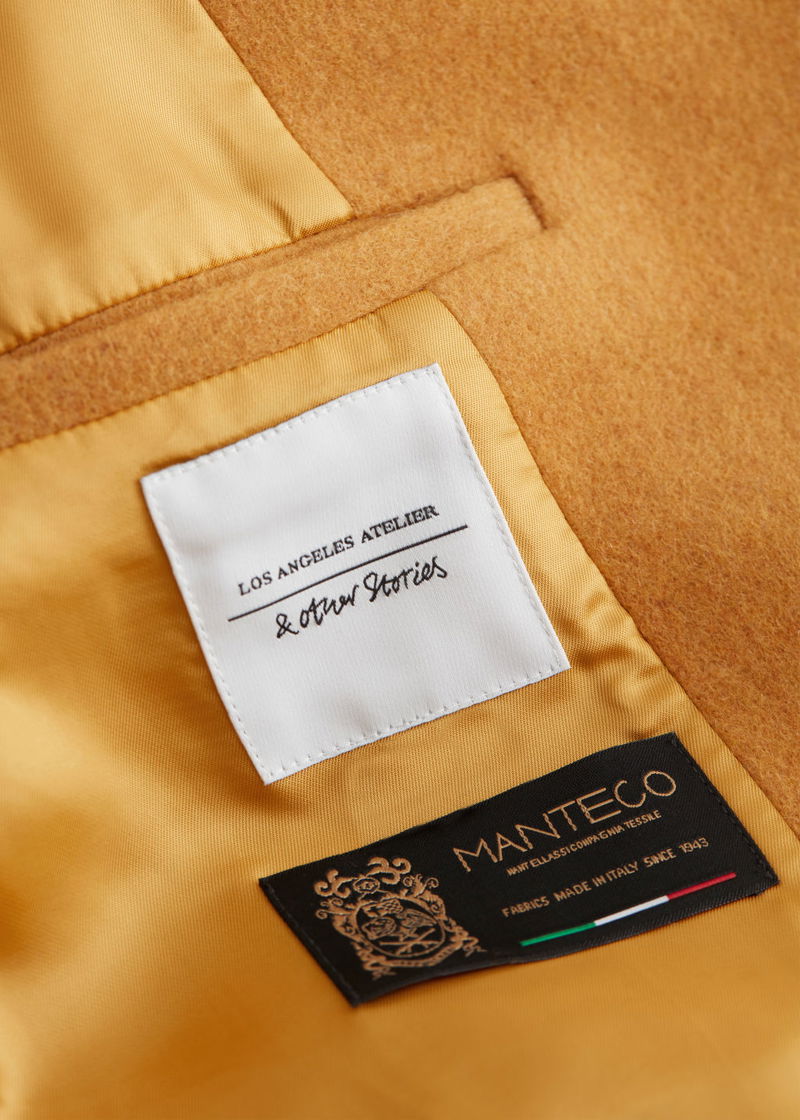 LOS ANGELES ATELIER
& other Stories
MANTECO
MANTELLASSI COMPAGNIA TESSILE
FABRICS MADE IN ITALY SINCE 1943